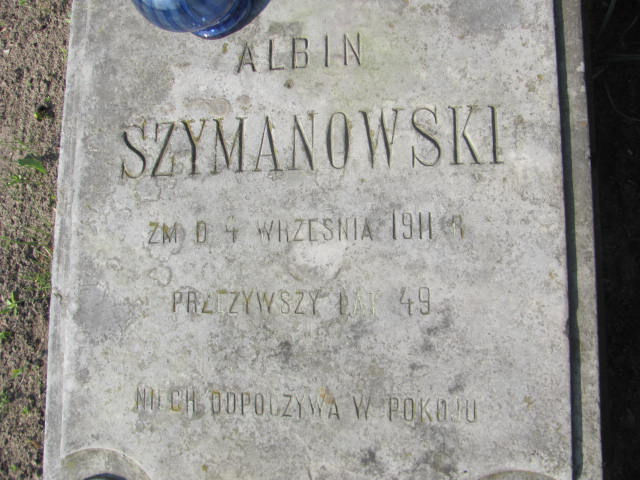 ALBIN
SZYMANOWSKI
ZM D 4 WRZEŚNIA 1911 R
PRZEŻYWSZY LAT 49
NIECH ODPOCZYWA W POKOJU